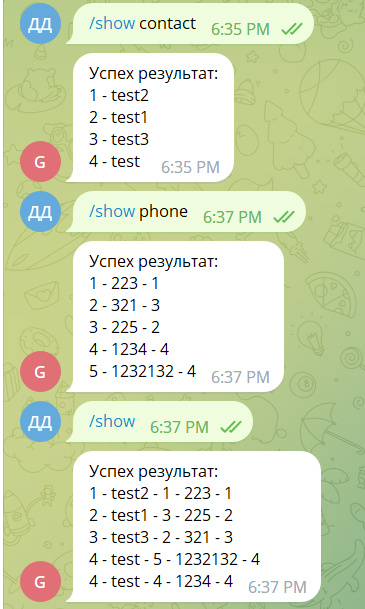 ДД
/show contact 6:35 PM
Успех результат:
1 - test2
2 - test1
3 - test3
4 - test
6:35 PM
G
ДД
/show phone 6:37 PM
Успех результат:
1 - 223 - 1
2 - 321 - 3
3 - 225 - 2
4 - 1234 - 4
5 - 1232132 - 4
6:37 PM
G
ДД
/show 6:37 PM
Успех результат:
1 - test2 - 1 - 223 - 1
2 - test1 - 3 - 225 - 2
3 - test3 - 2 - 321 - 3
4 - test - 5 - 1232132 - 4
4 - test - 4 - 1234 - 4
6:37 PM
G